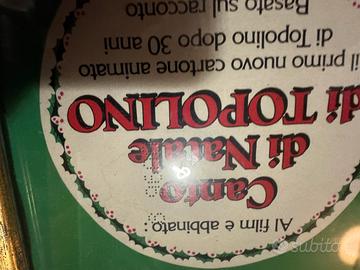 Al film è abbinato:
Canto
di Natale
di TOPOLINO
il primo nuovo cartone animato
di Topolino dopo 30 anni
Basato sul racconto
subito